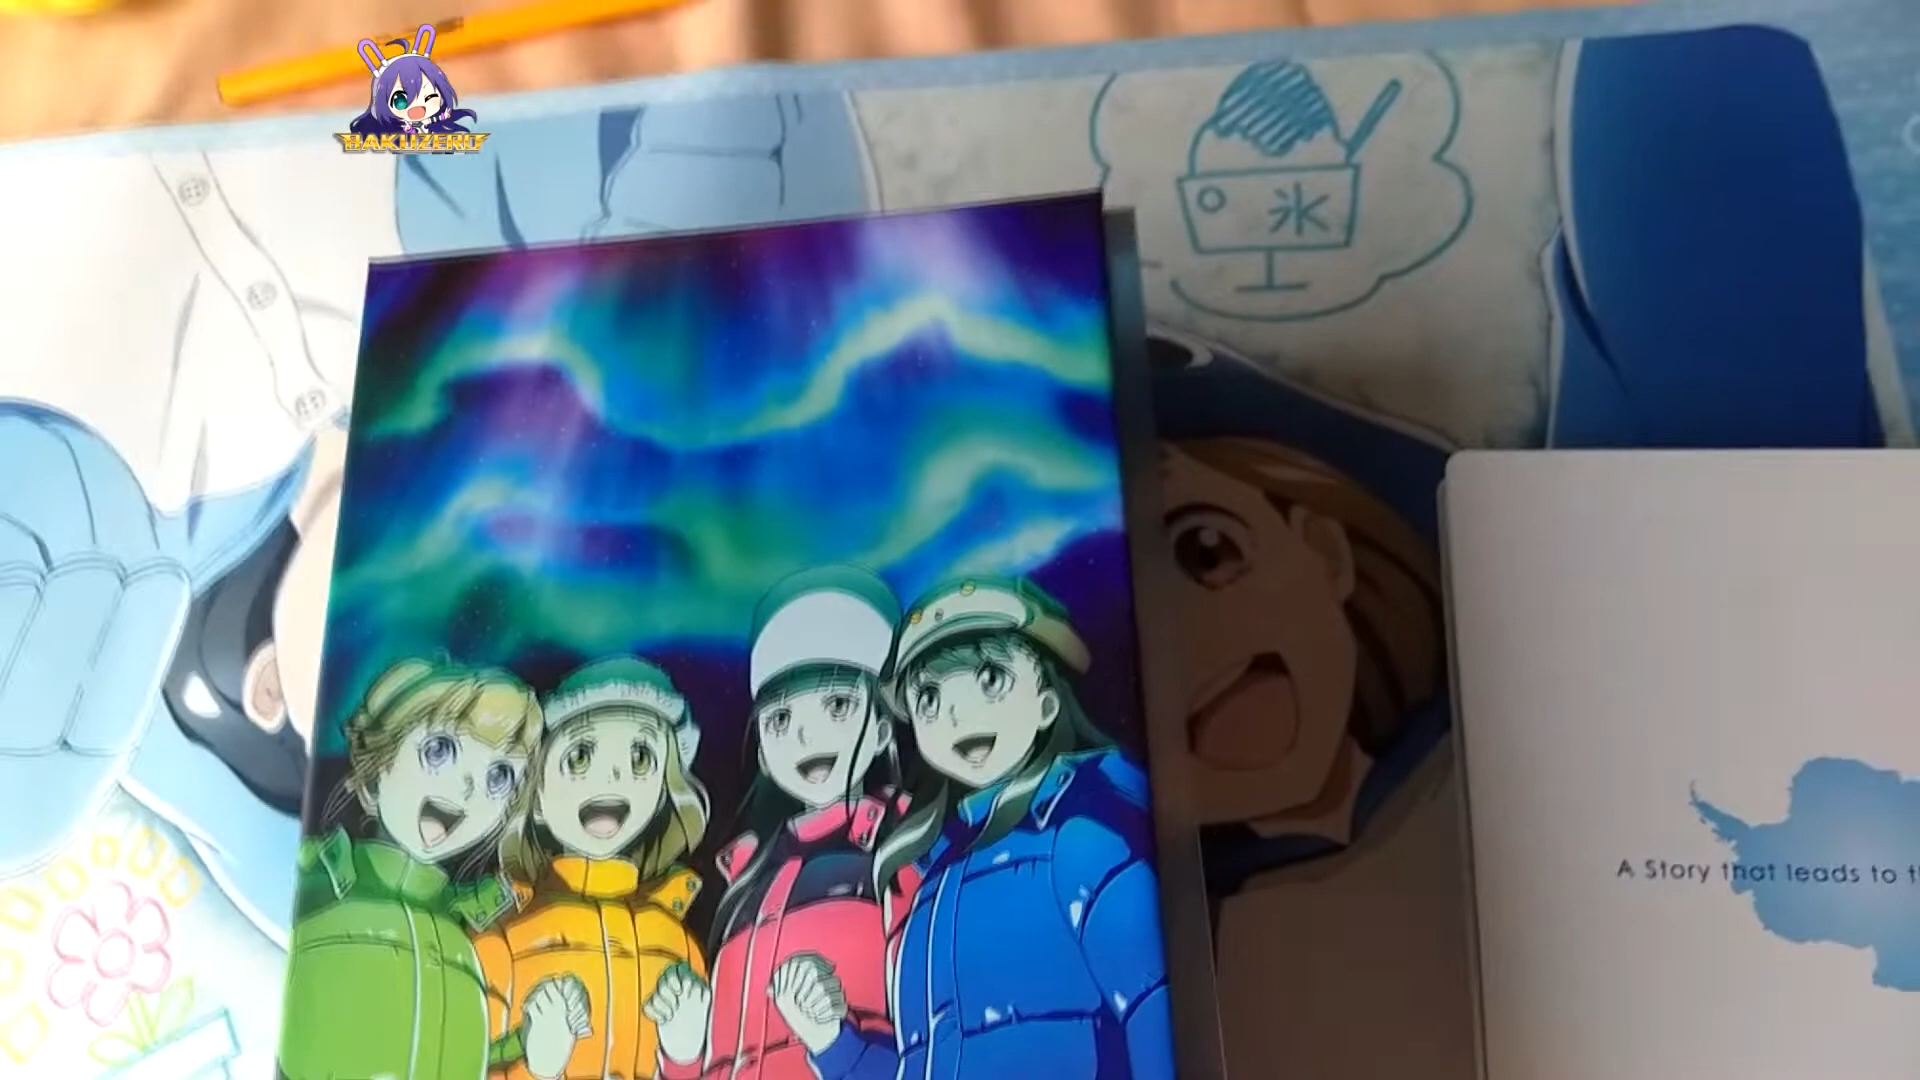 BAKUZERO
氷
A Story that leads to